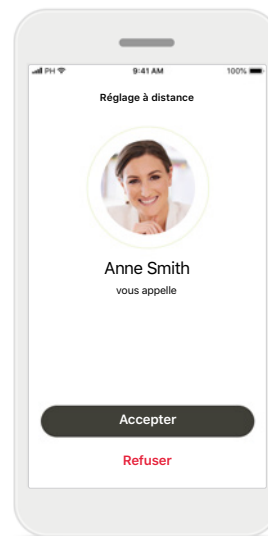 PH 9:41 AM 100%
Réglage à distance
Anne Smith
vous appelle
Accepter
Refuser